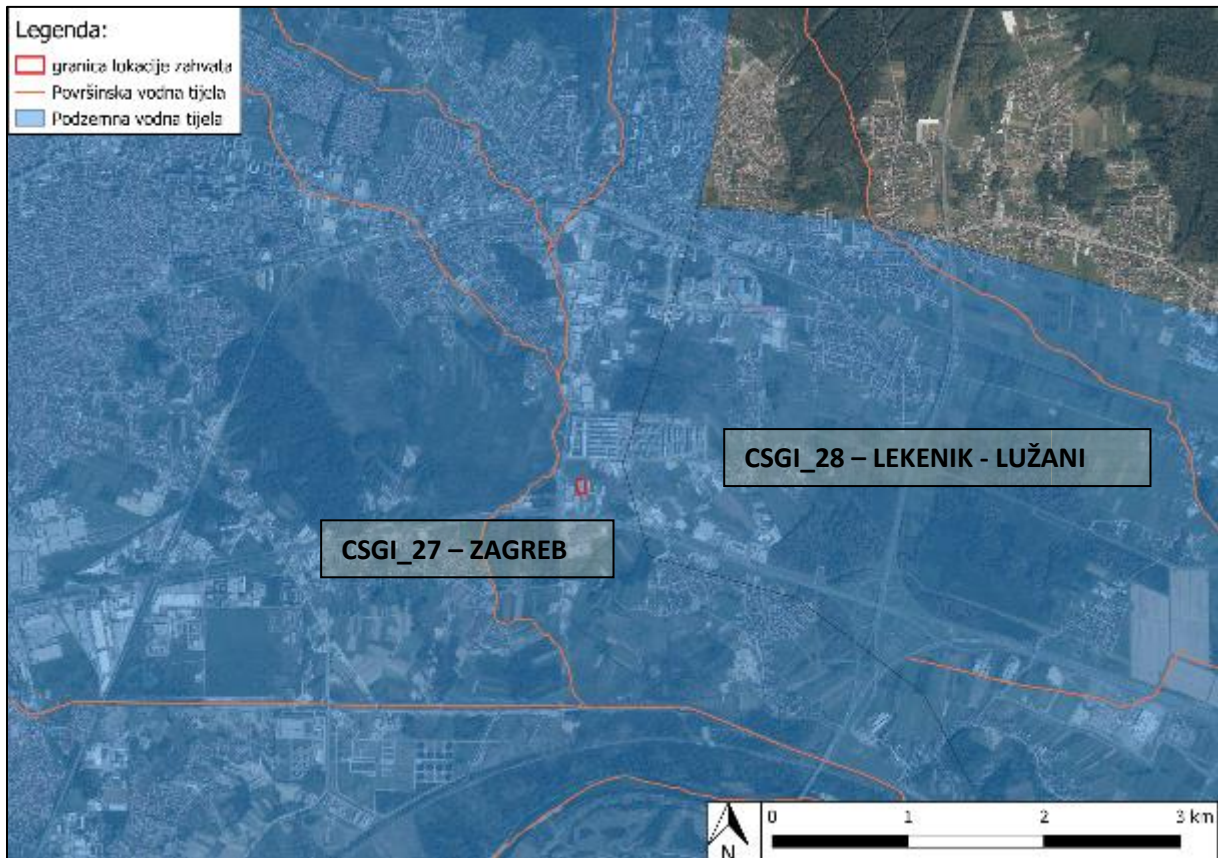 Legenda:
granica lokacije zahvata
Površinska vodna tijela
Podzemna vodna tijela
CSGI_28 – LEKENIK - LUŽANI
CSGI_27 – ZAGREB
0 1 2 3 km
N